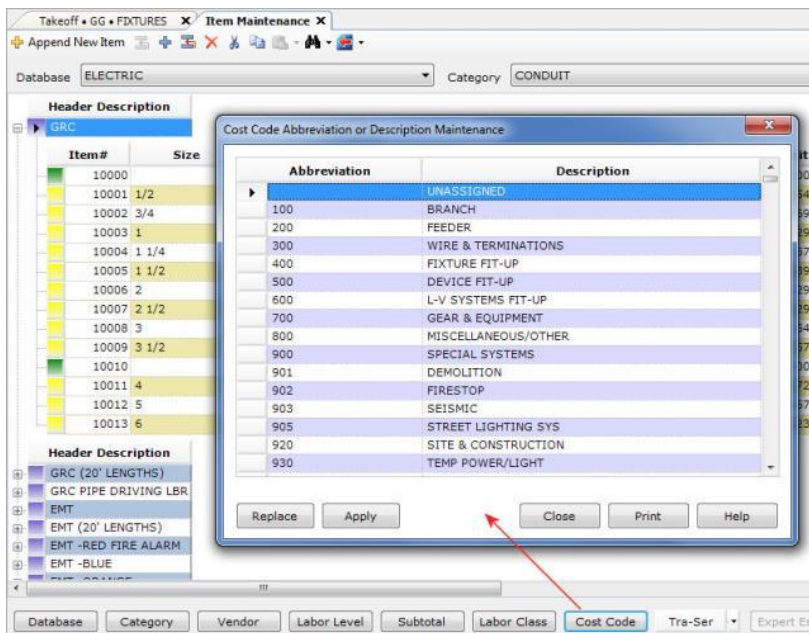 Takeoff • GG • FIXTURES X Item Maintenance X
Append New Item
Database ELECTRIC Category CONDUIT
Header Description
GRC
Item# Size
10000
10001 1/2
10002 3/4
10003 1
10004 1 1/4
10005 1 1/2
10006 2
10007 2 1/2
10008 3
10009 3 1/2
10010
10011 4
10012 5
10013 6
Header Description
GRC (20' LENGTHS)
GRC PIPE DRIVING LBR
EMT
EMT (20' LENGTHS)
EMT -RED FIRE ALARM
EMT -BLUE
Cost Code Abbreviation or Description Maintenance
Abbreviation Description
UNASSIGNED
100 BRANCH
200 FEEDER
300 WIRE & TERMINATIONS
400 FIXTURE FIT-UP
500 DEVICE FIT-UP
600 L-V SYSTEMS FIT-UP
700 GEAR & EQUIPMENT
800 MISCELLANEOUS/OTHER
900 SPECIAL SYSTEMS
901 DEMOLITION
902 FIRESTOP
903 SEISMIC
905 STREET LIGHTING SYS
920 SITE & CONSTRUCTION
930 TEMP POWER/LIGHT
Replace Apply Close Print Help
Database Category Vendor Labor Level Subtotal Labor Class Cost Code Tra-Ser Expert